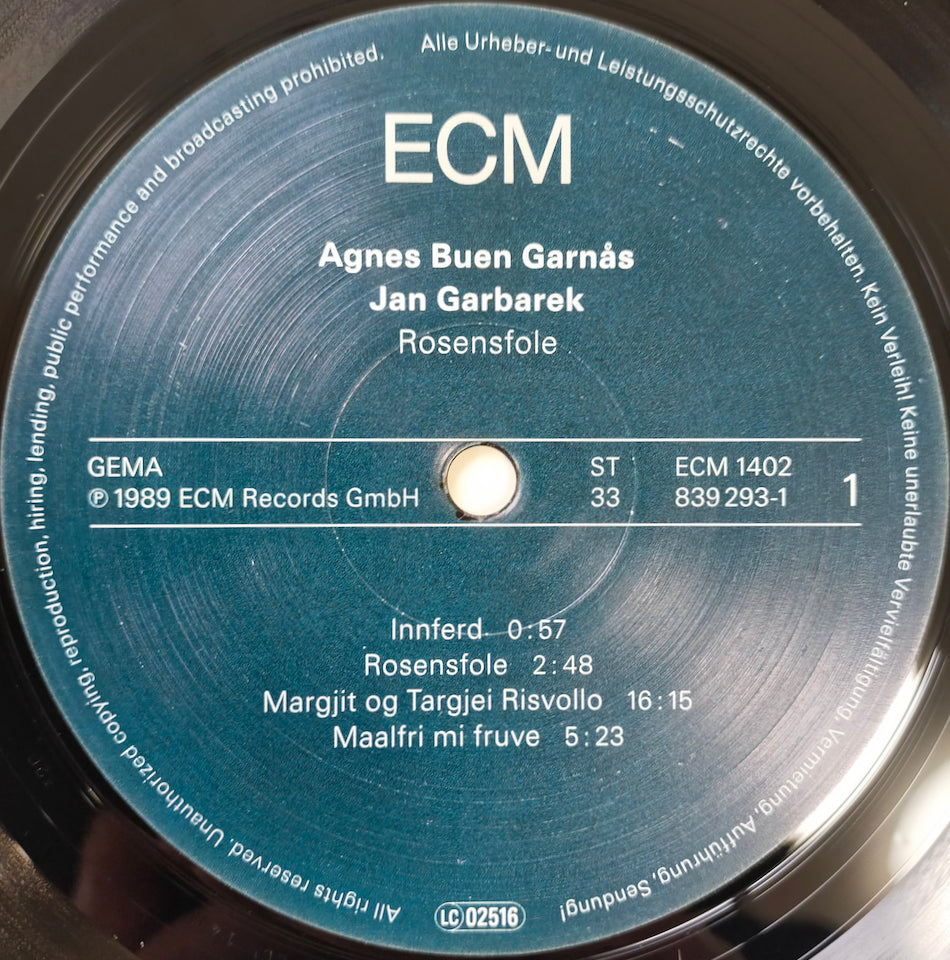 ECM
Agnes Buen Garnås
Jan Garbarek
Rosensfole
GEMA
℗ 1989 ECM Records GmbH
ST
33
ECM 1402
839 293-1
1
Innferd 0:57
Rosensfole 2:48
Margjit og Targjei Risvollo 16:15
Maalfri mi fruve 5:23
Alle Urheber- und Leistungsschutzrechte vorbehalten. Kein Verleih! Keine unerlaubte Vervielfältigung, Vermietung, Aufführung, Sendung!
LC 02516
All rights reserved. Unauthorized copying, reproduction, hiring, lending, public performance and broadcasting prohibited.